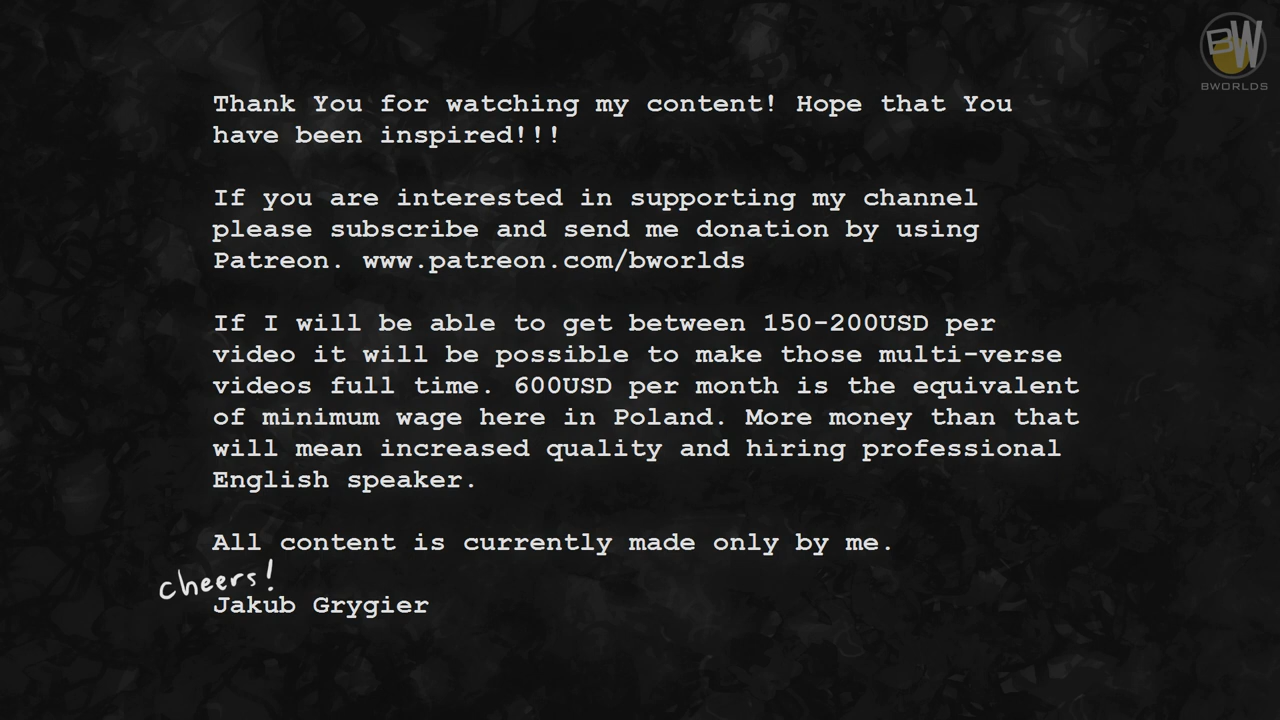 BW
BWORLDS
Thank You for watching my content! Hope that You
have been inspired!!!
If you are interested in supporting my channel
please subscribe and send me donation by using
Patreon. www.patreon.com/bworlds
If I will be able to get between 150-200USD per
video it will be possible to make those multi-verse
videos full time. 600USD per month is the equivalent
of minimum wage here in Poland. More money than that
will mean increased quality and hiring professional
English speaker.
All content is currently made only by me.
cheers!
Jakub Grygier